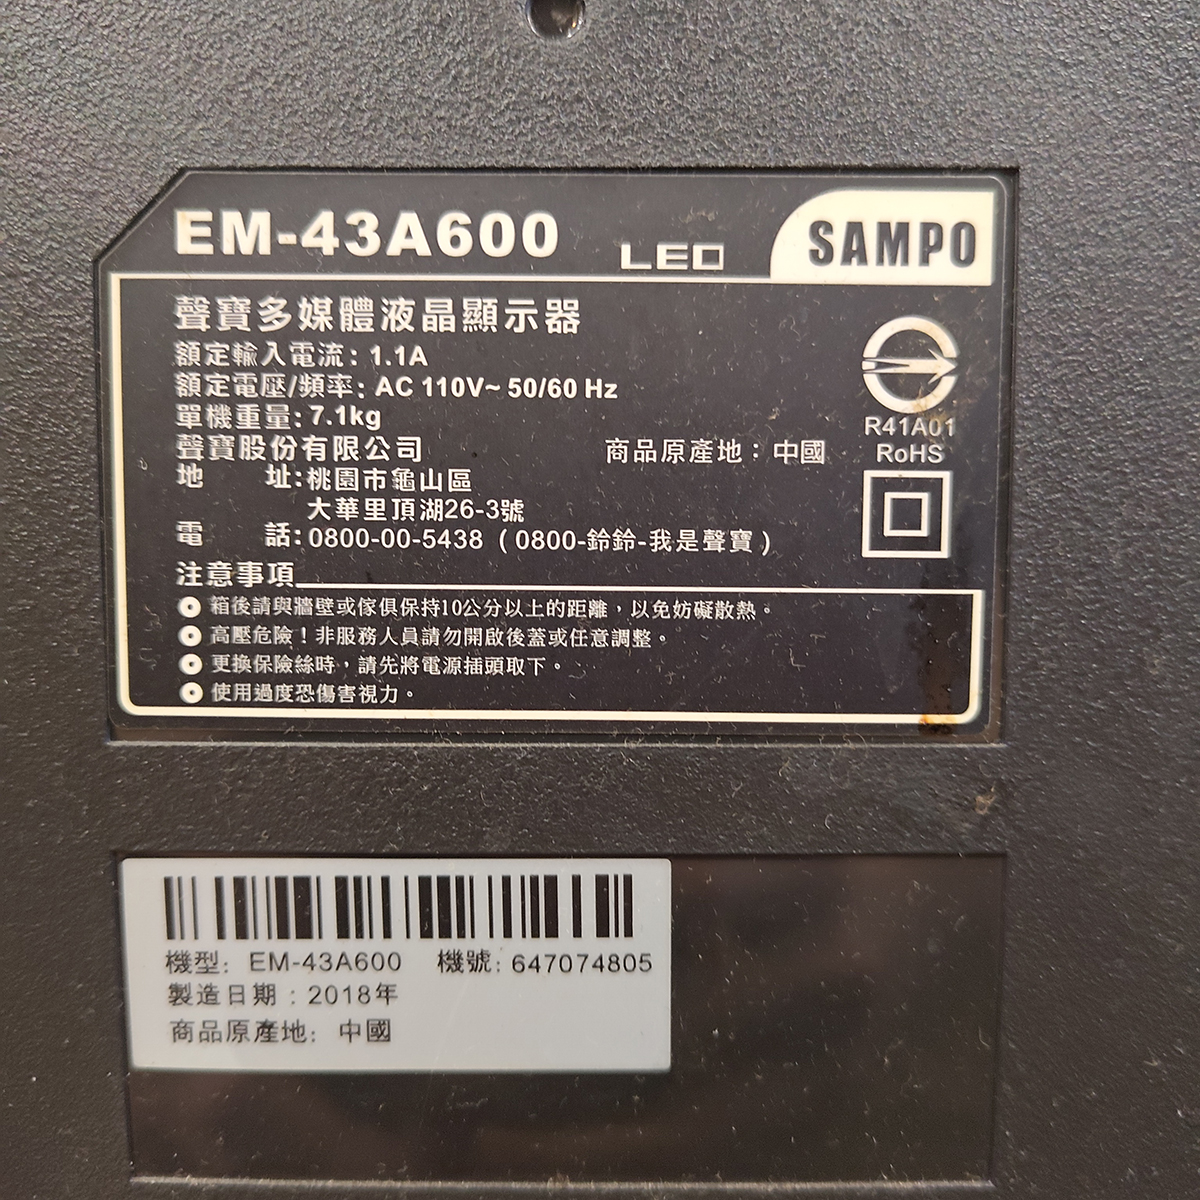 EM-43A600 LED SAMPO
聲寶多媒體液晶顯示器
額定輸入電流: 1.1A
額定電壓/頻率: AC 110V~ 50/60 Hz
單機重量: 7.1kg
R41A01
聲寶股份有限公司 商品原產地：中國 RoHS
地 址: 桃園市龜山區
大華里頂湖26-3號
電 話: 0800-00-5438 (0800-鈴鈴-我是聲寶)
注意事項
箱後請與牆壁或傢俱保持10公分以上的距離，以免妨礙散熱。
高壓危險！非服務人員請勿開啟後蓋或任意調整。
更換保險絲時，請先將電源插頭取下。
使用過度恐傷害視力。
機型: EM-43A600 機號: 647074805
製造日期: 2018年
商品原產地: 中國